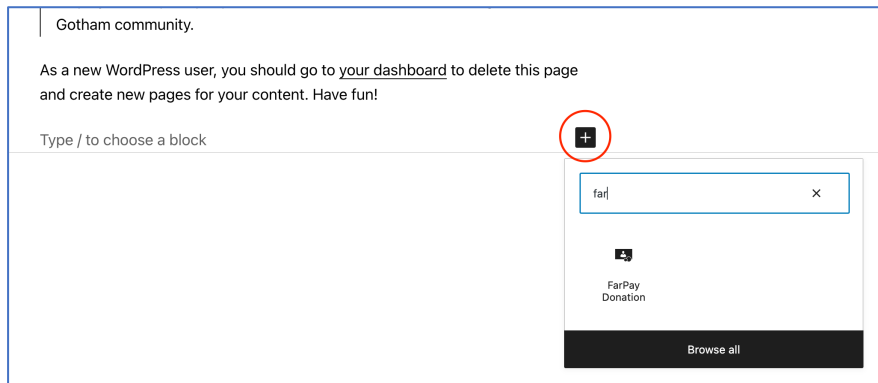 Gotham community.
As a new WordPress user, you should go to your dashboard to delete this page
and create new pages for your content. Have fun!
Type / to choose a block
far
FarPay
Donation
Browse all